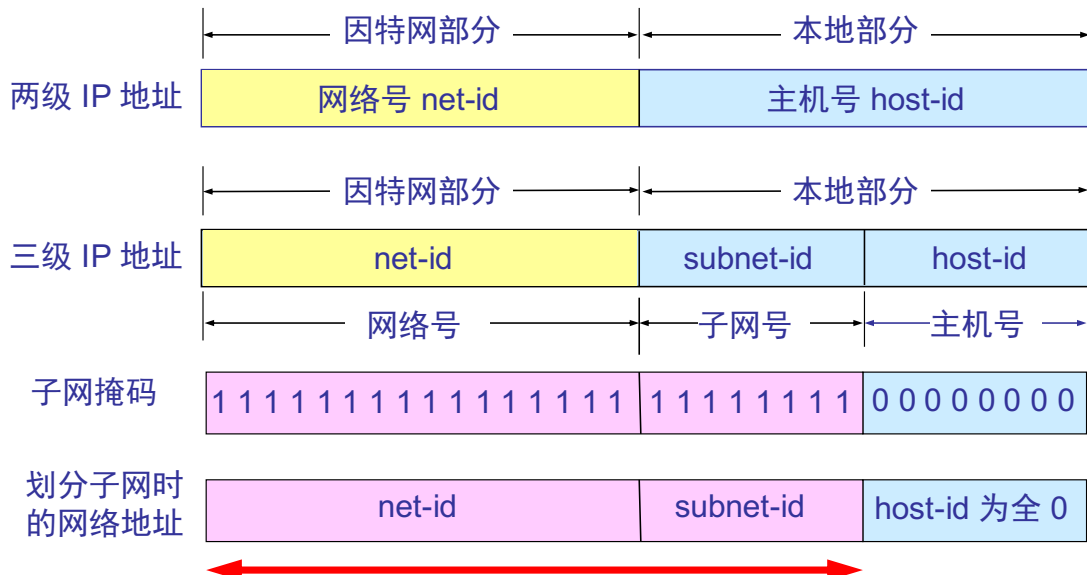 因特网部分 本地部分
两级 IP 地址 网络号 net-id 主机号 host-id
因特网部分 本地部分
三级 IP 地址 net-id subnet-id host-id
网络号 子网号 主机号
子网掩码 1 1 1 1 1 1 1 1 1 1 1 1 1 1 1 1 1 1 1 1 1 1 1 1 0 0 0 0 0 0 0 0
划分子网时
的网络地址 net-id subnet-id host-id 为全 0